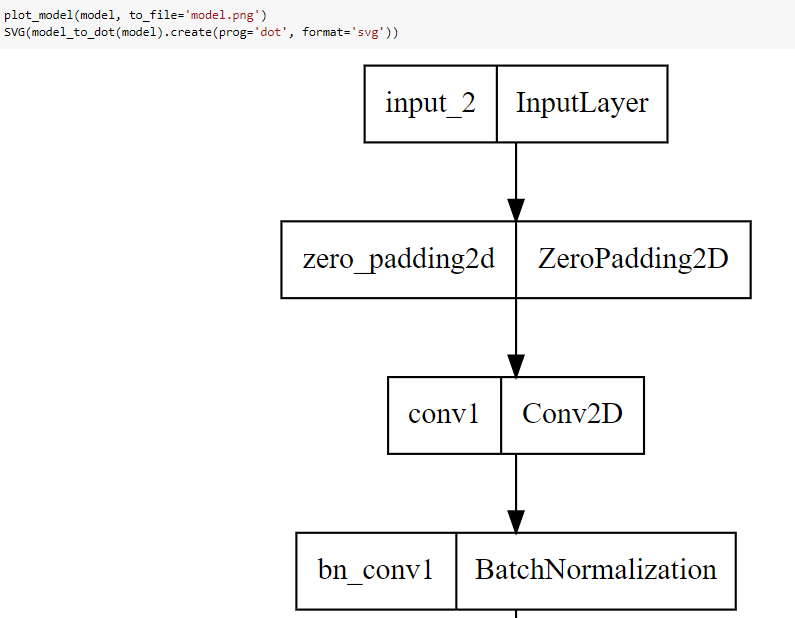 plot_model(model, to_file='model.png')
SVG(model_to_dot(model).create(prog='dot', format='svg'))
input_2 InputLayer
zero_padding2d ZeroPadding2D
conv1 Conv2D
bn_conv1 BatchNormalization